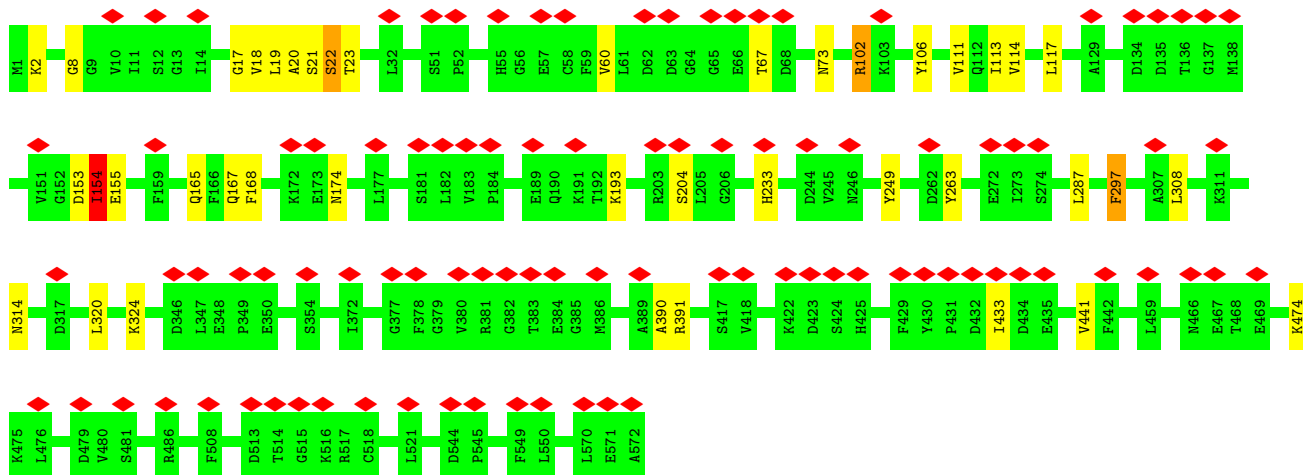 M1 K2 G8 G9 V10 I11 S12 G13 I14 G17 V18 L19 A20 S21 S22 T23 L32 S51 P52 H55 G56 E57 C58 F59 V60 L61 D62 D63 G64 G65 E66 T67 D68 N73 R102 K103 Y106 V111 Q112 I113 V114 L117 A129 D134 D135 T136 G137 M138
V151 G152 D153 I154 E155 F159 Q165 F166 Q167 F168 K172 E173 N174 L177 S181 L182 V183 P184 E189 Q190 K191 T192 K193 R203 S204 L205 G206 H233 D244 V245 N246 Y249 D262 Y263 E272 I273 S274 L287 F297 A307 L308 K311
N314 D317 L320 K324 D346 L347 E348 P349 E350 S354 I372 G377 F378 G379 V380 R381 G382 T383 E384 G385 M386 A389 A390 R391 S417 V418 K422 D423 S424 H425 F429 Y430 P431 D432 I433 D434 E435 V441 F442 L459 N466 E467 T468 E469 K474
K475 L476 D479 V480 S481 R486 F508 D513 T514 G515 K516 R517 C518 L521 D544 P545 F549 L550 L570 E571 A572